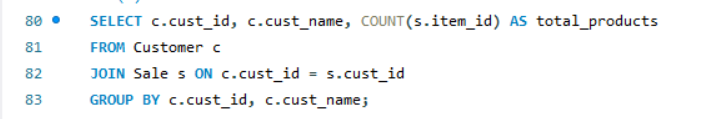 80 SELECT c.cust_id, c.cust_name, COUNT(s.item_id) AS total_products
81 FROM Customer c
82 JOIN Sale s ON c.cust_id = s.cust_id
83 GROUP BY c.cust_id, c.cust_name;